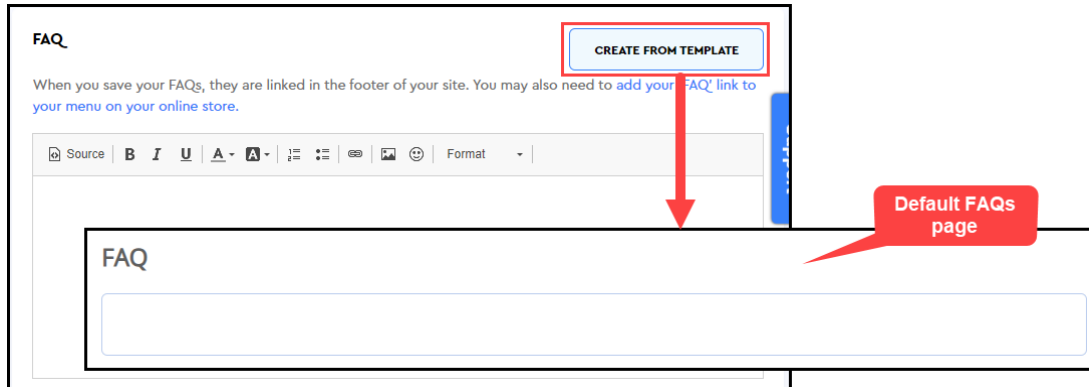 FAQ
CREATE FROM TEMPLATE
When you save your FAQs, they are linked in the footer of your site. You may also need to add your 'FAQ' link to
your menu on your online store.
Source B I U A A Format
Default FAQs
page
FAQ